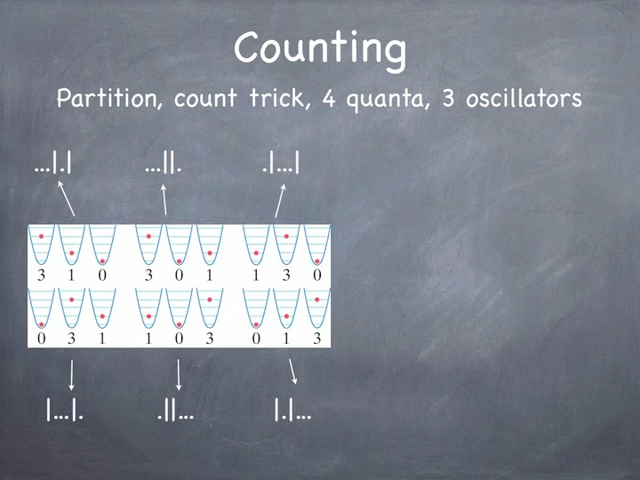 Counting
Partition, count trick, 4 quanta, 3 oscillators
...|.| ...||. .|...|
3 1 0 3 0 1 1 3 0
0 3 1 1 0 3 0 1 3
|...|. .||... |.|...